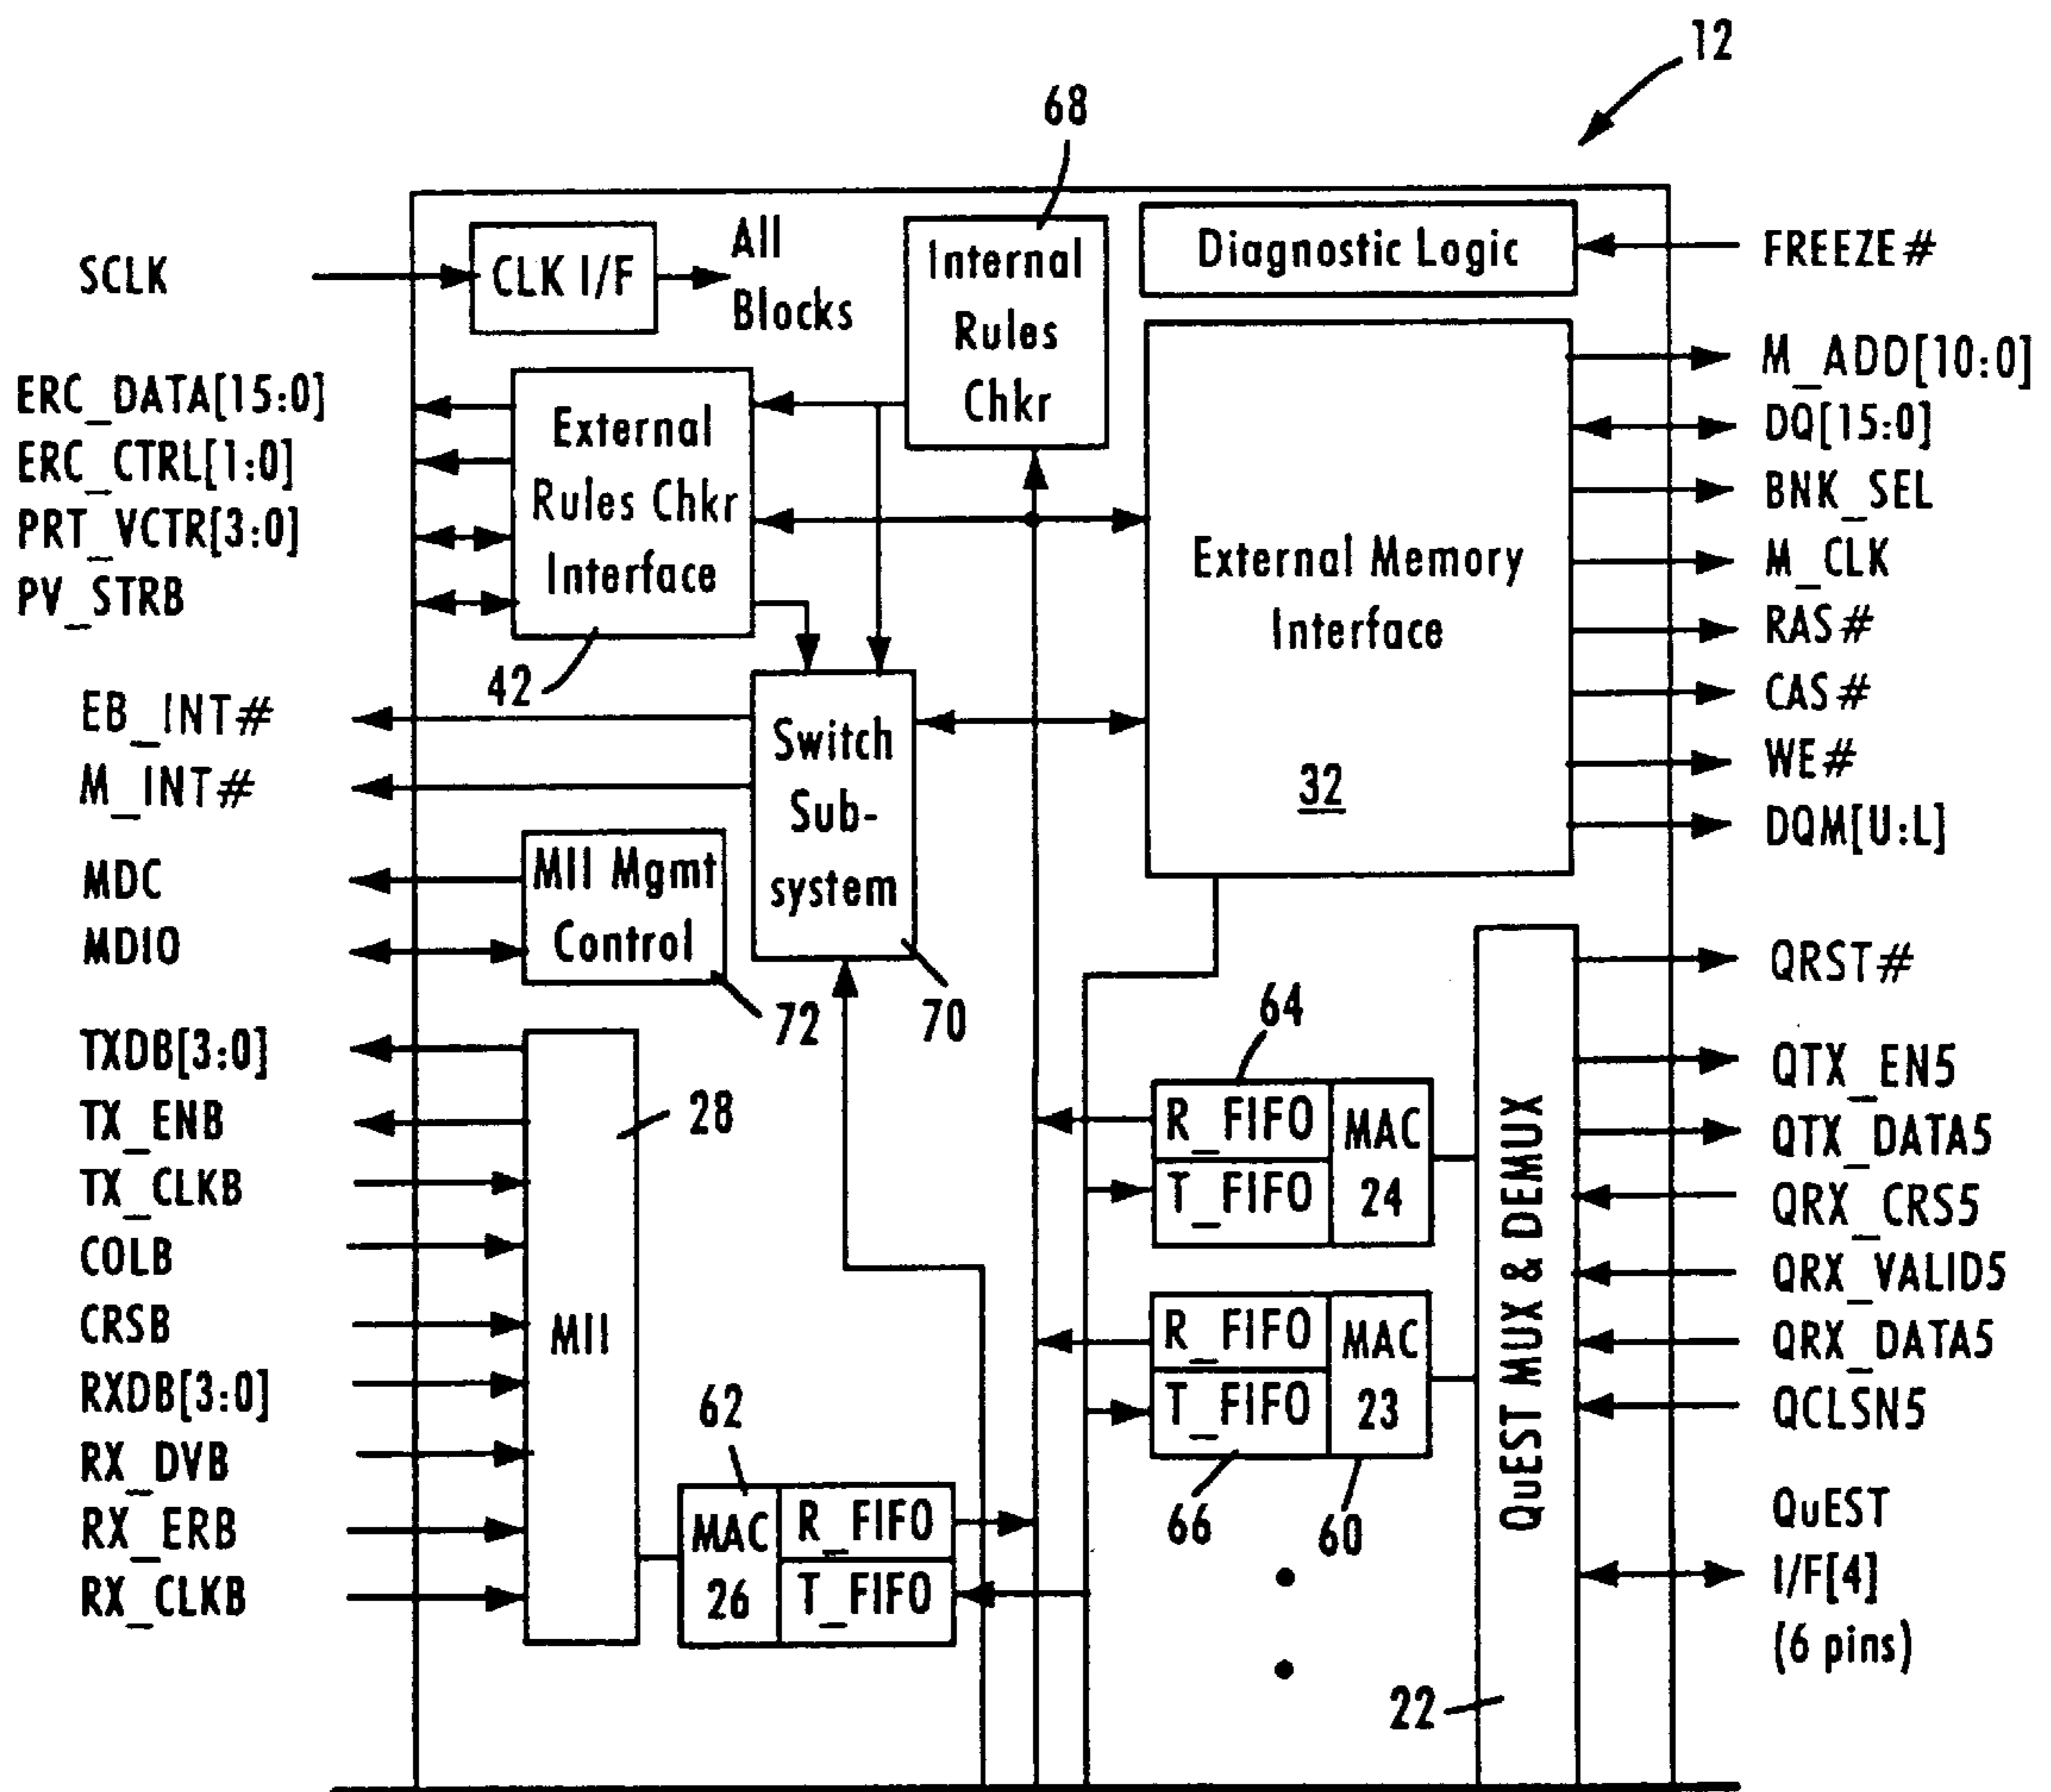 12
68
SCLK
CLK I/F
All
Blocks
Internal
Rules
Chkr
Diagnostic Logic
FREEZE#
ERC_DATA[15:0]
ERC_CTRL[1:0]
PRT_VCTR[3:0]
PV_STRB
External
Rules Chkr
Interface
42
External Memory
Interface
32
M_ADD[10:0]
DQ[15:0]
BNK_SEL
M_CLK
RAS#
CAS#
WE#
DQM[U:L]
EB_INT#
M_INT#
Switch
Sub-
system
70
MDC
MDIO
MII Mgmt
Control
72
TXDB[3:0]
TX_ENB
TX_CLKB
COLB
CRSB
RXDB[3:0]
RX_DVB
RX_ERB
RX_CLKB
MII
28
62
MAC
26
R_FIFO
T_FIFO
64
R_FIFO
T_FIFO
MAC
24
R_FIFO
T_FIFO
MAC
23
66
60
QuEST MUX & DEMUX
22
QRST#
QTX_EN5
QTX_DATA5
QRX_CRS5
QRX_VALID5
QRX_DATA5
QCLSN5
QuEST
I/F[4]
(6 pins)